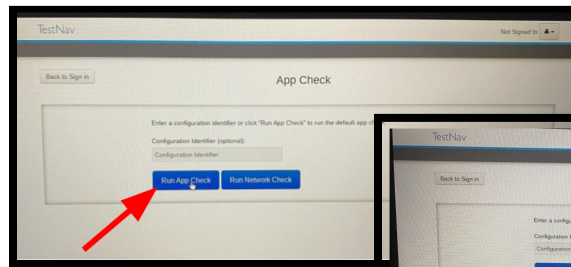 TestNav
Not Signed In
Back to Sign in
App Check
Enter a configuration identifier or click "Run App Check" to run the default app
Configuration Identifier (optional):
Configuration Identifier
Run App Check
Run Network Check
TestNav
Back to Sign in
Enter a configu
Configuration I
Configuration